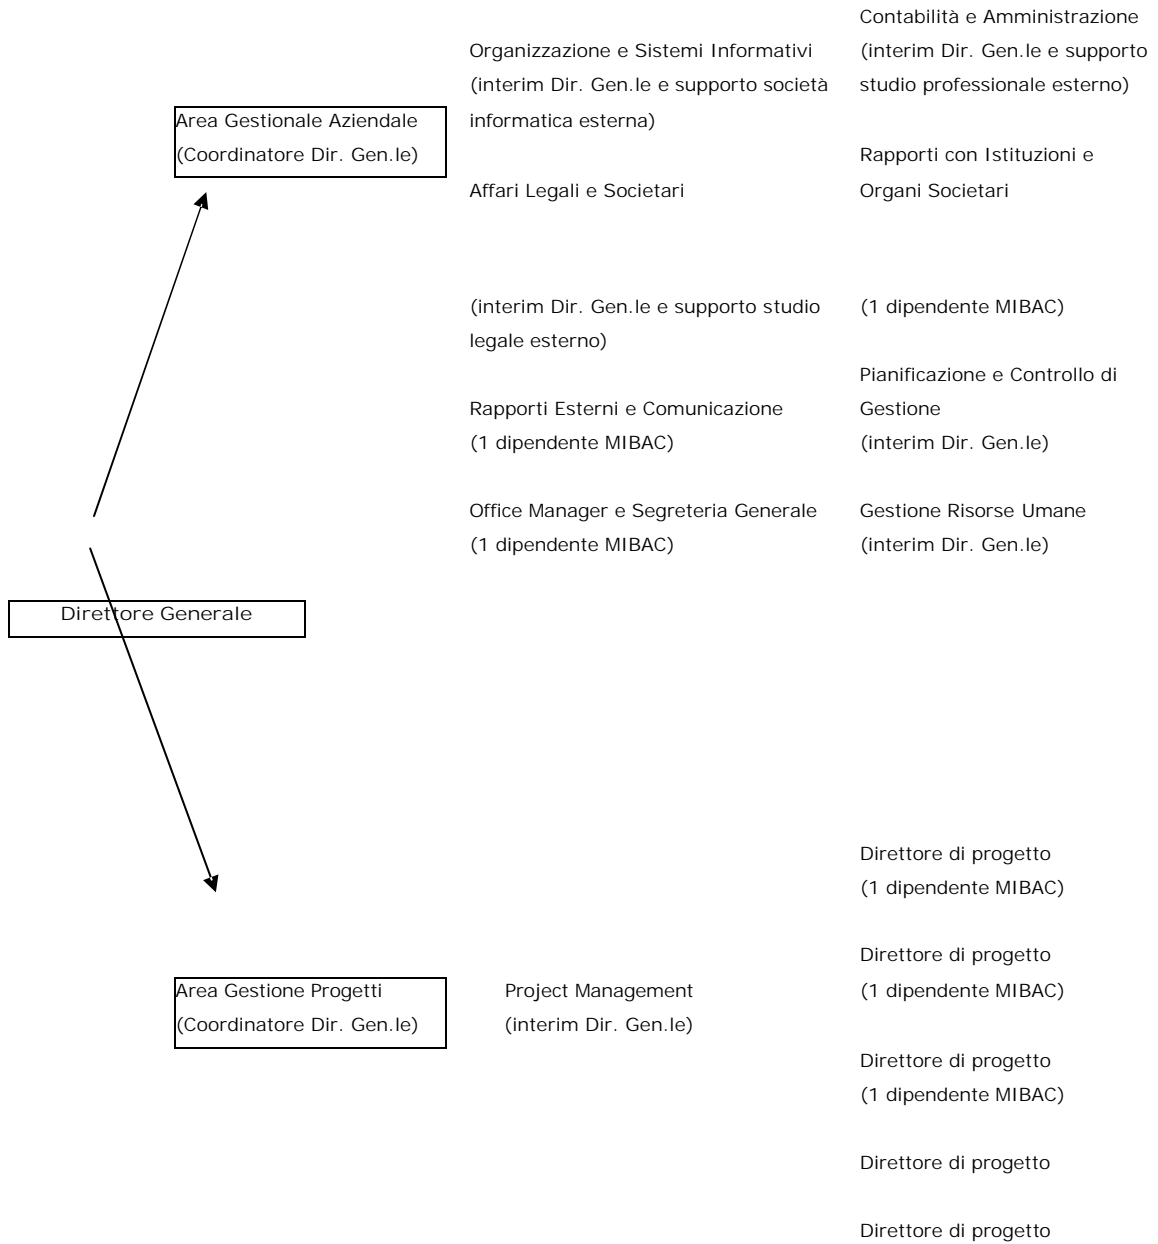 Contabilità e Amministrazione
(interim Dir. Gen.le e supporto
studio professionale esterno)
Organizzazione e Sistemi Informativi
(interim Dir. Gen.le e supporto società
informatica esterna)
Area Gestionale Aziendale
(Coordinatore Dir. Gen.le)
Rapporti con Istituzioni e
Organi Societari
Affari Legali e Societari
(interim Dir. Gen.le e supporto studio
legale esterno)
(1 dipendente MIBAC)
Pianificazione e Controllo di
Gestione
(interim Dir. Gen.le)
Rapporti Esterni e Comunicazione
(1 dipendente MIBAC)
Office Manager e Segreteria Generale
(1 dipendente MIBAC)
Gestione Risorse Umane
(interim Dir. Gen.le)
Direttore Generale
Direttore di progetto
(1 dipendente MIBAC)
Direttore di progetto
(1 dipendente MIBAC)
Area Gestione Progetti
(Coordinatore Dir. Gen.le)
Project Management
(interim Dir. Gen.le)
Direttore di progetto
(1 dipendente MIBAC)
Direttore di progetto
Direttore di progetto